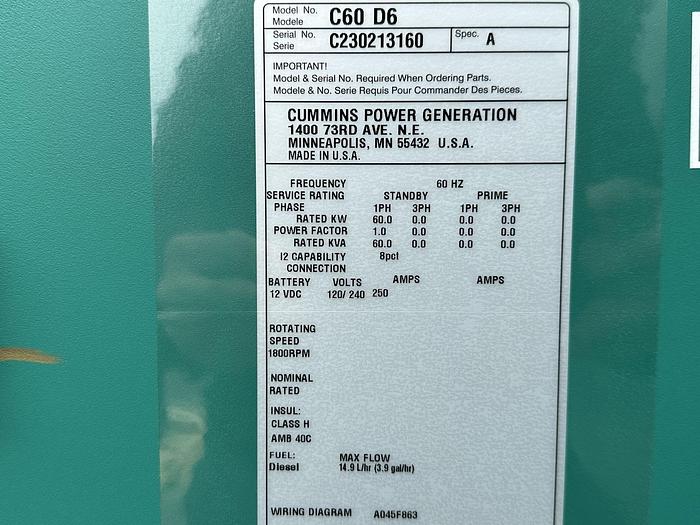 Model No. C60 D6
Modele
Serial No. C230213160 Spec. A
Serie
IMPORTANT!
Model & Serial No. Required When Ordering Parts.
Modele & No. Serie Requis Pour Commander Des Pieces.
CUMMINS POWER GENERATION
1400 73RD AVE. N.E.
MINNEAPOLIS, MN 55432 U.S.A.
MADE IN U.S.A.
FREQUENCY 60 HZ
SERVICE RATING STANDBY PRIME
PHASE 1PH 3PH 1PH 3PH
RATED KW 60.0 0.0 0.0 0.0
POWER FACTOR 1.0 0.0 0.0 0.0
RATED KVA 60.0 0.0 0.0 0.0
I2 CAPABILITY 8pct
CONNECTION
BATTERY VOLTS AMPS AMPS
12 VDC 120/ 240 250
ROTATING
SPEED
1800RPM
NOMINAL
RATED
INSUL:
CLASS H
AMB 40C
FUEL: MAX FLOW
Diesel 14.9 L/hr (3.9 gal/hr)
WIRING DIAGRAM A045F863